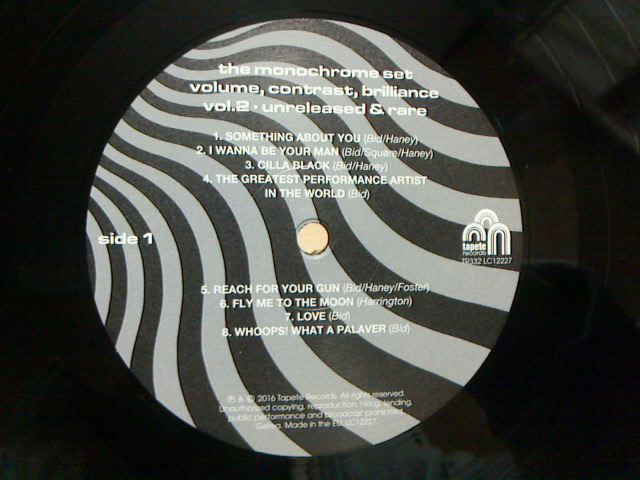 the monochrome set
volume, contrast, brilliance
vol.2 • unreleased & rare
1. SOMETHING ABOUT YOU (Bid/Haney)
2. I WANNA BE YOUR MAN (Bid/Square/Haney)
3. CILLA BLACK (Bid/Haney)
4. THE GREATEST PERFORMANCE ARTIST
IN THE WORLD (Bid)
side 1
tapete
records
TR332 LC12227
5. REACH FOR YOUR GUN (Bid/Haney/Foster)
6. FLY ME TO THE MOON (Harrington)
7. LOVE (Bid)
8. WHOOPS! WHAT A PALAVER (Bid)
℗ & © 2016 Tapete Records. All rights reserved.
Unauthorized copying, reproduction, hiring, lending,
public performance and broadcast prohibited.
Gema. Made in the EU. LC12227